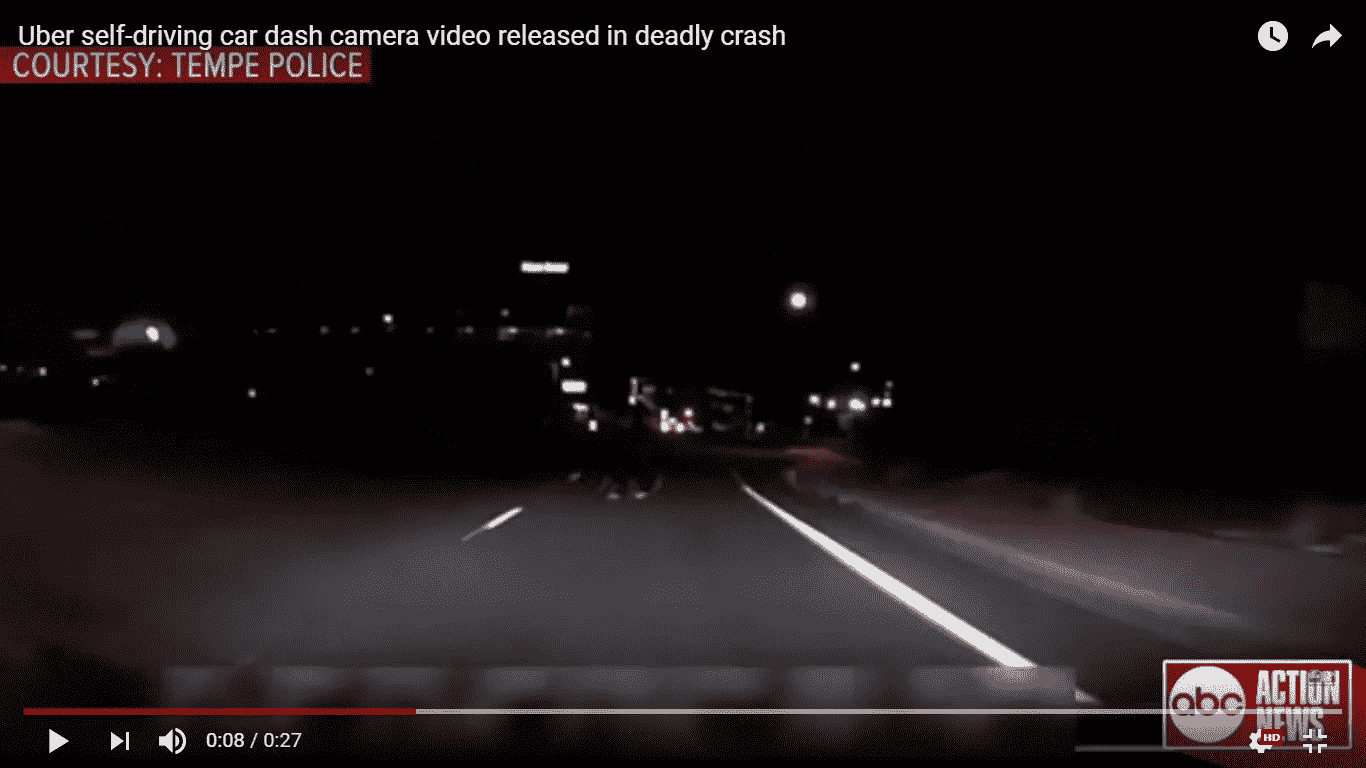 Uber self-driving car dash camera video released in deadly crash
COURTESY: TEMPE POLICE
abc ACTION
NEWS
HD
0:08 / 0:27